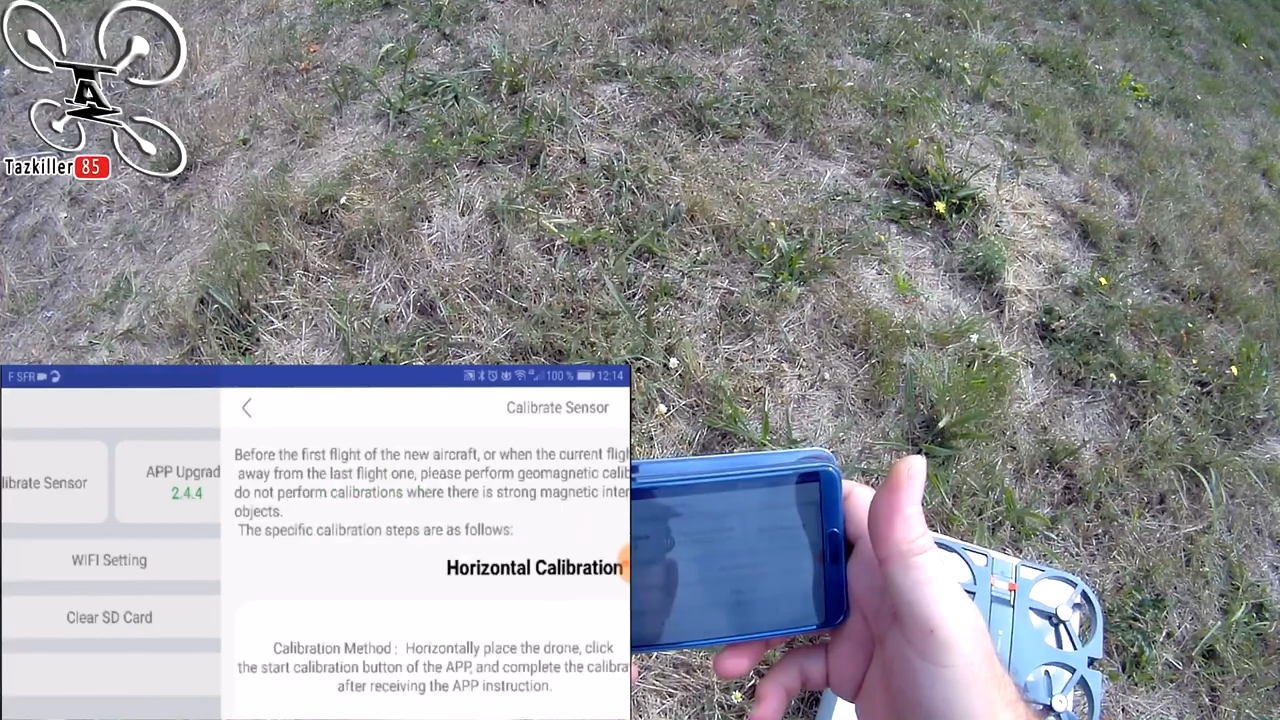 A
Tazkiller 85
F SFR 100 % 12:14
Calibrate Sensor
Before the first flight of the new aircraft, or when the current fligh
away from the last flight one, please perform geomagnetic calib
do not perform calibrations where there is strong magnetic inter
objects.
The specific calibration steps are as follows:
Horizontal Calibration
Calibration Method : Horizontally place the drone, click
the start calibration button of the APP, and complete the calibra
after receiving the APP instruction.
librate Sensor
APP Upgrad
2.4.4
WIFI Setting
Clear SD Card